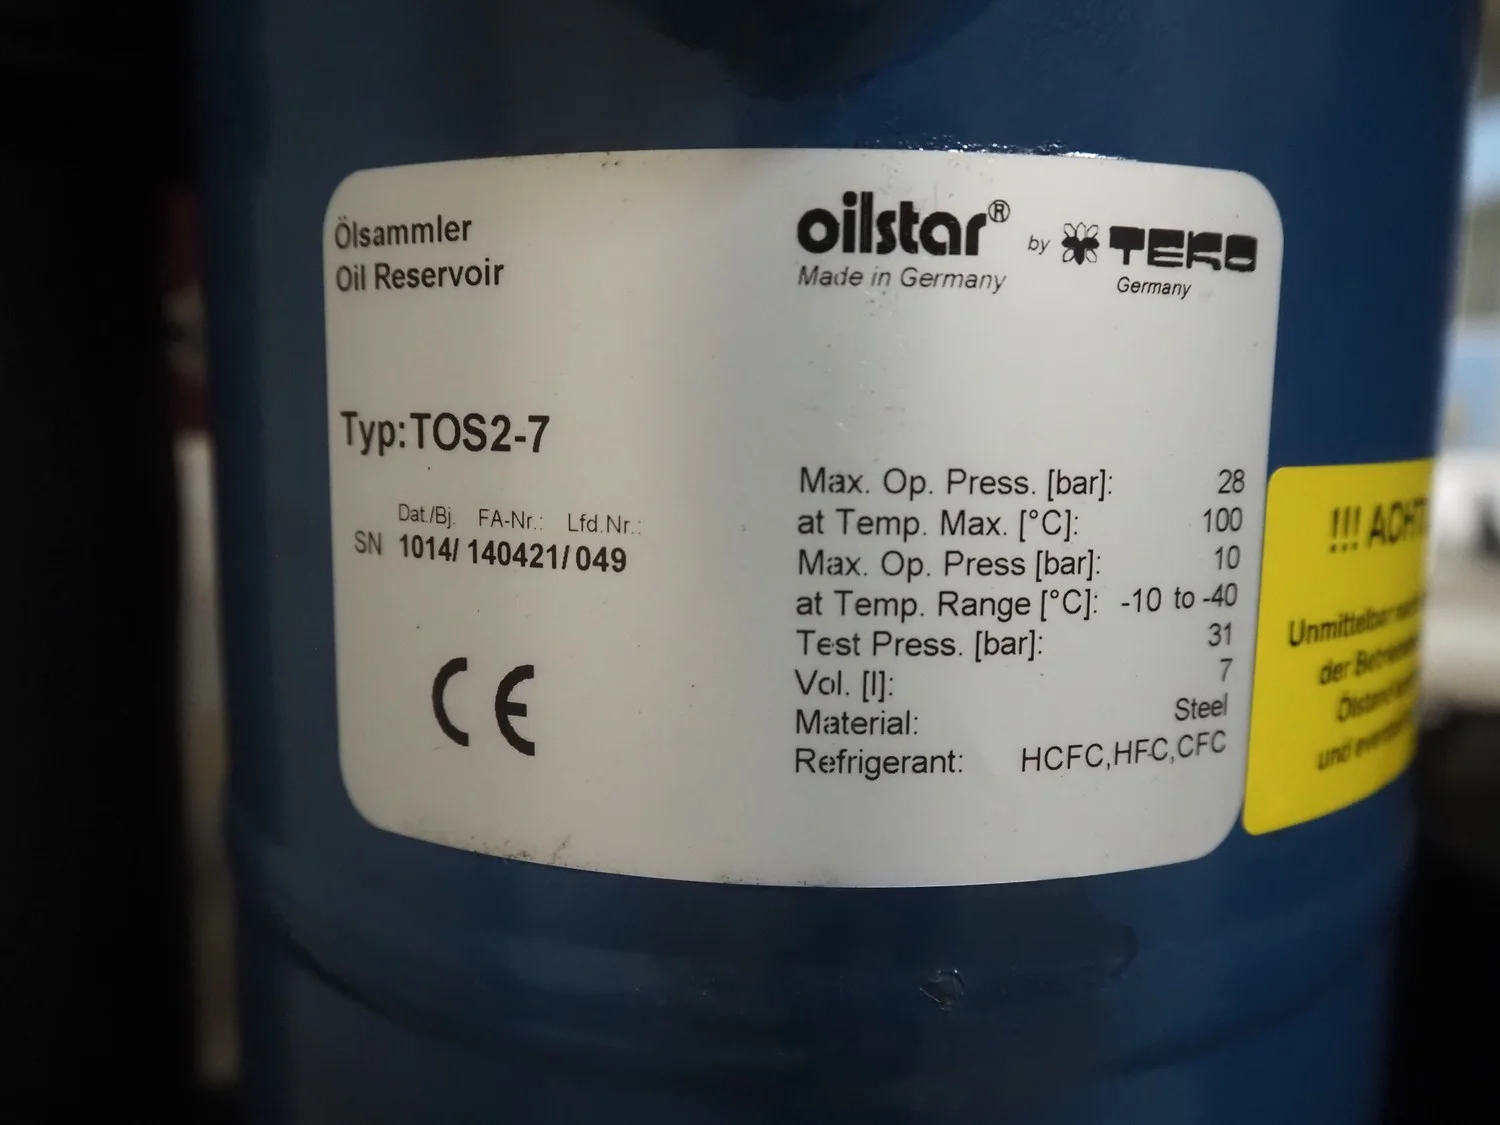 Ölsammler
Oil Reservoir
oilstar® by TEKO
Made in Germany
Germany
Typ:TOS2-7
Dat./Bj. FA-Nr.: Lfd.Nr.:
SN 1014/ 140421/ 049
CE
Max. Op. Press. [bar]: 28
at Temp. Max. [°C]: 100
Max. Op. Press [bar]: 10
at Temp. Range [°C]: -10 to -40
Test Press. [bar]: 31
Vol. [l]: 7
Material: Steel
Refrigerant: HCFC,HFC,CFC
!!! ACHT
Unmittelbar
der
und